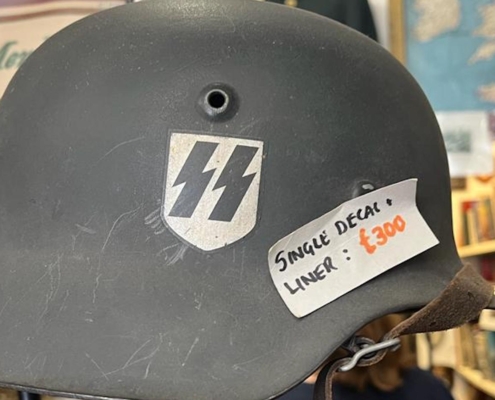 SINGLE DECAL +
LINER : £300